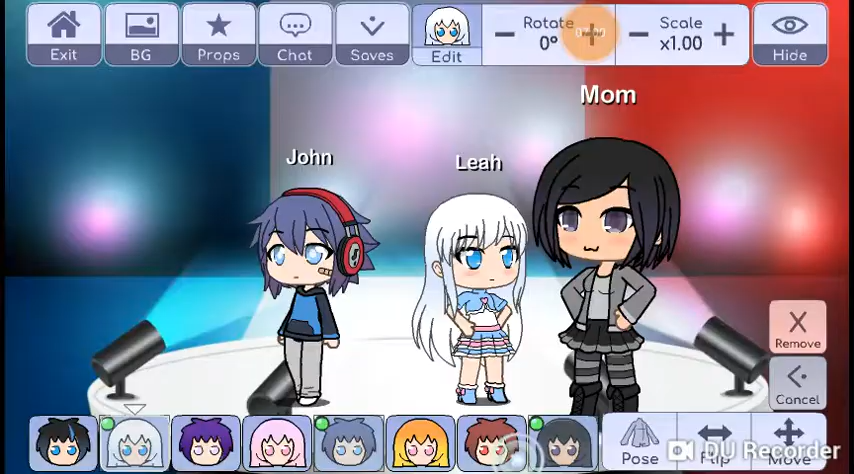 Rotate
Scale
0°
x1.00
Exit
BG
Props
Chat
Saves
Edit
Hide
Mom
John
Leah
Remove
Cancel
Pose
Flip
Move
DU Recorder